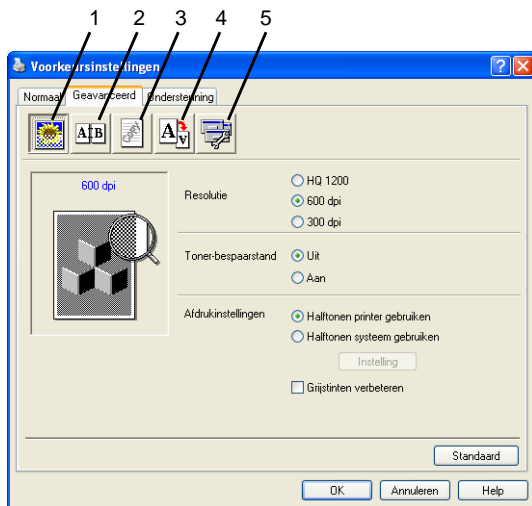 1 2 3 4 5
Voorkeursinstellingen
Normaal Geavanceerd Ondersteuning
A B COPY A V
600 dpi
Resolutie
HQ 1200
600 dpi
300 dpi
Toner-bespaarstand
Uit
Aan
Afdrukinstellingen
Halftonen printer gebruiken
Halftonen systeem gebruiken
Instelling
Grijstinten verbeteren
Standaard
OK Annuleren Help